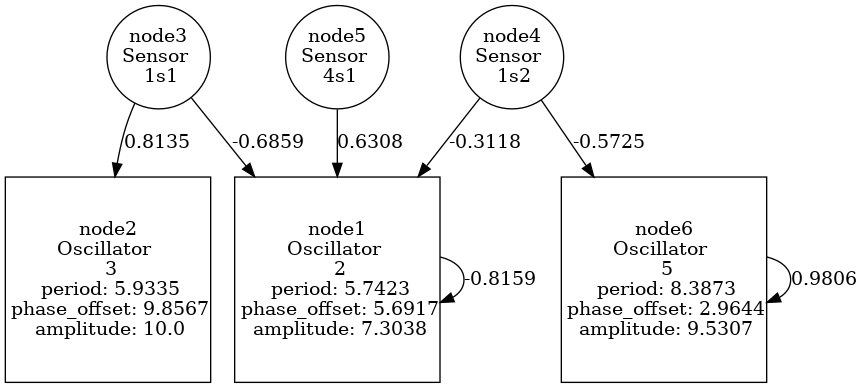 node3
Sensor
1s1
node5
Sensor
4s1
node4
Sensor
1s2
0.8135
-0.6859
0.6308
-0.3118
-0.5725
node2
Oscillator
3
period: 5.9335
phase_offset: 9.8567
amplitude: 10.0
node1
Oscillator
2
period: 5.7423
phase_offset: 5.6917
amplitude: 7.3038
-0.8159
node6
Oscillator
5
period: 8.3873
phase_offset: 2.9644
amplitude: 9.5307
0.9806